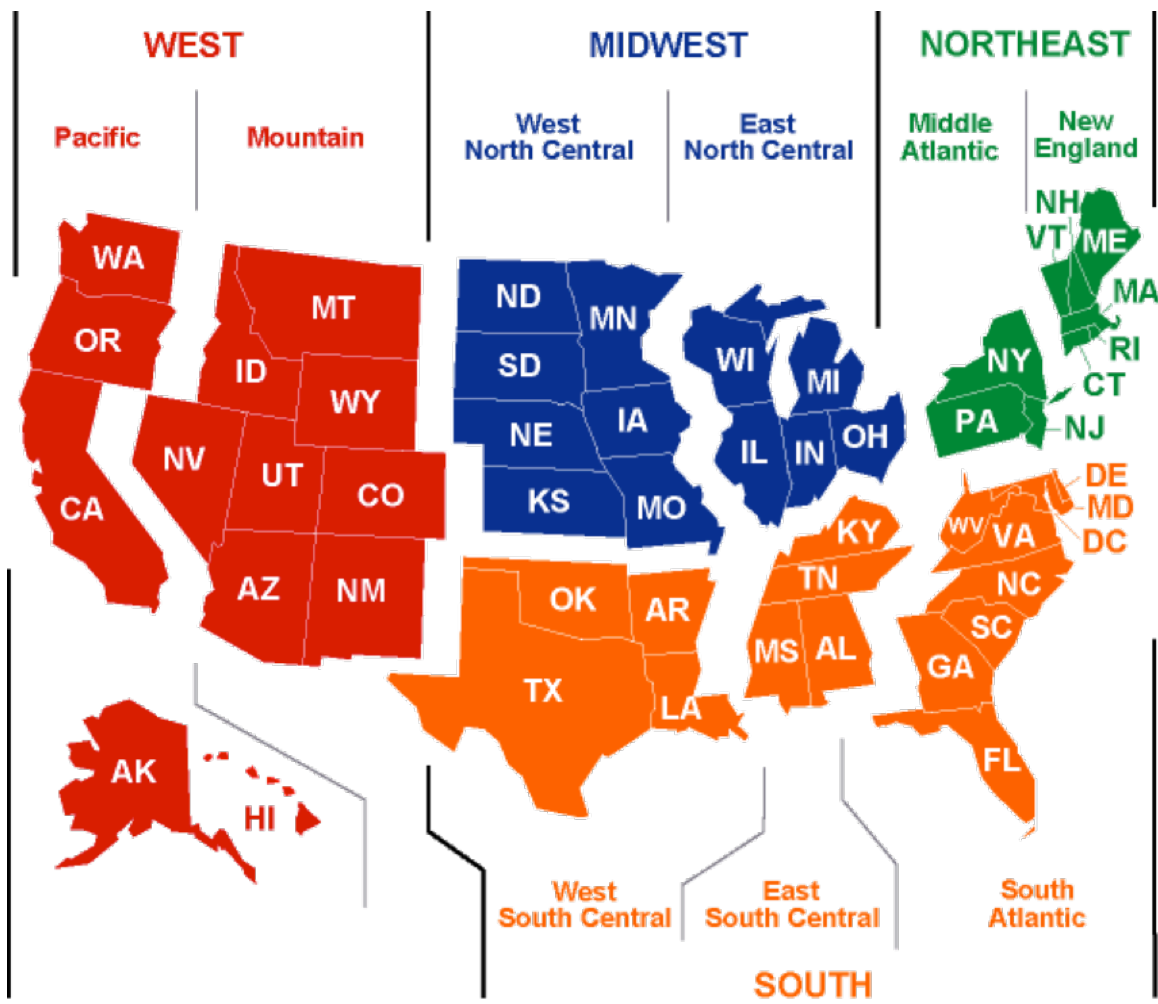 WEST
MIDWEST
NORTHEAST
Pacific
Mountain
West
North Central
East
North Central
Middle
Atlantic
New
England
WA
OR
CA
MT
ID
WY
NV
UT
CO
AZ
NM
AK
HI
ND
MN
SD
NE
IA
KS
MO
WI
MI
IL
IN
OH
NH
VT
ME
MA
RI
CT
NY
PA
NJ
DE
MD
DC
WV
VA
KY
TN
NC
SC
OK
AR
TX
LA
MS
AL
GA
FL
West
South Central
East
South Central
South
Atlantic
SOUTH